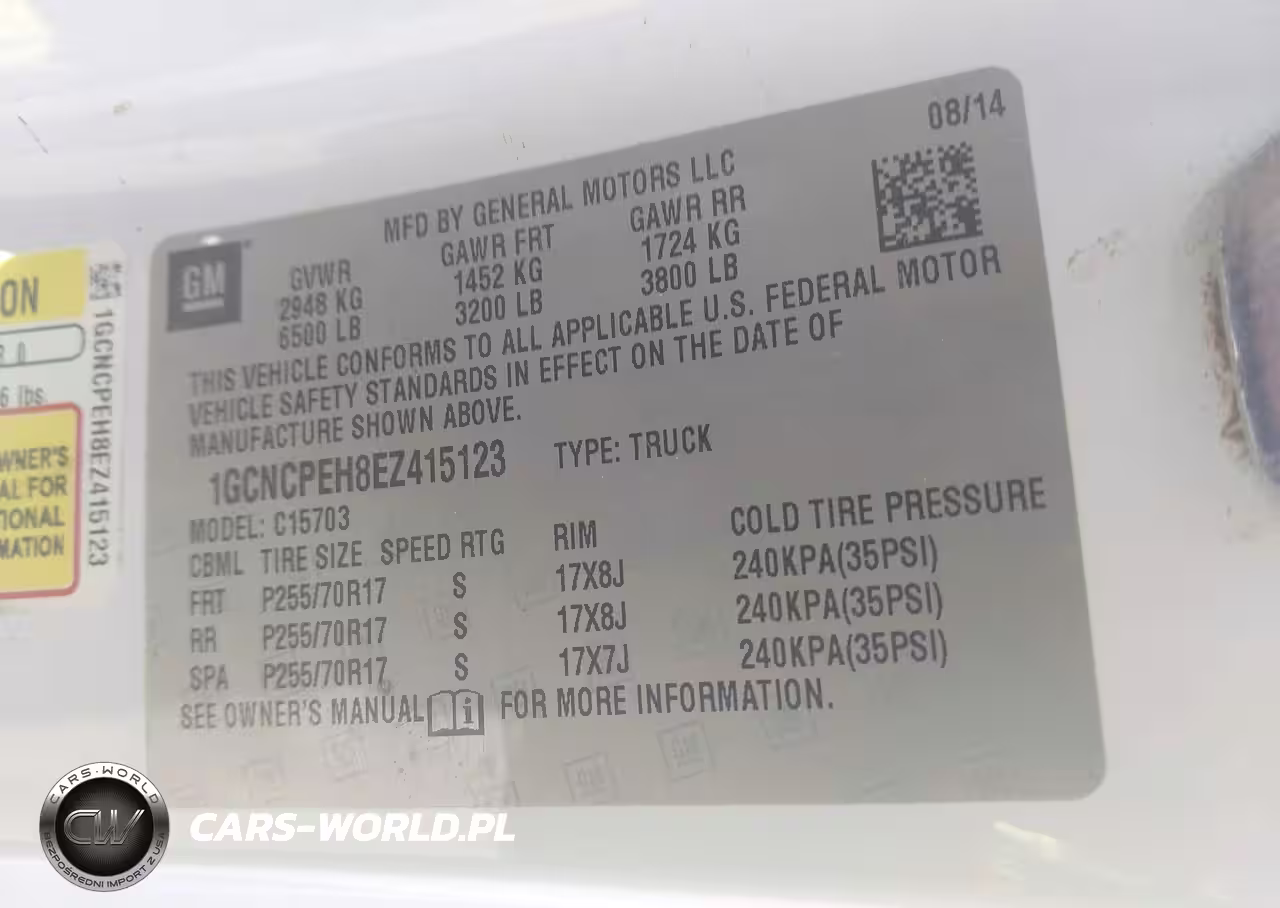 08/14
MFD BY GENERAL MOTORS LLC
GM
GVWR GAWR FRT GAWR RR
2948 KG 1452 KG 1724 KG
6500 LB 3200 LB 3800 LB
THIS VEHICLE CONFORMS TO ALL APPLICABLE U.S. FEDERAL MOTOR
VEHICLE SAFETY STANDARDS IN EFFECT ON THE DATE OF
MANUFACTURE SHOWN ABOVE.
1GCNCPEH8EZ415123 TYPE: TRUCK
MODEL: C15703
CBML TIRE SIZE SPEED RTG RIM COLD TIRE PRESSURE
FRT P255/70R17 S 17X8J 240KPA(35PSI)
RR P255/70R17 S 17X8J 240KPA(35PSI)
SPA P255/70R17 S 17X7J 240KPA(35PSI)
SEE OWNER'S MANUAL i FOR MORE INFORMATION.
ON
6 lbs.
WNER'S
AL FOR
TIONAL
MATION
1GCNCPEH8EZ415123
CARS-WORLD
CW
BEZPOŚREDNI IMPORT Z USA
CARS-WORLD.PL